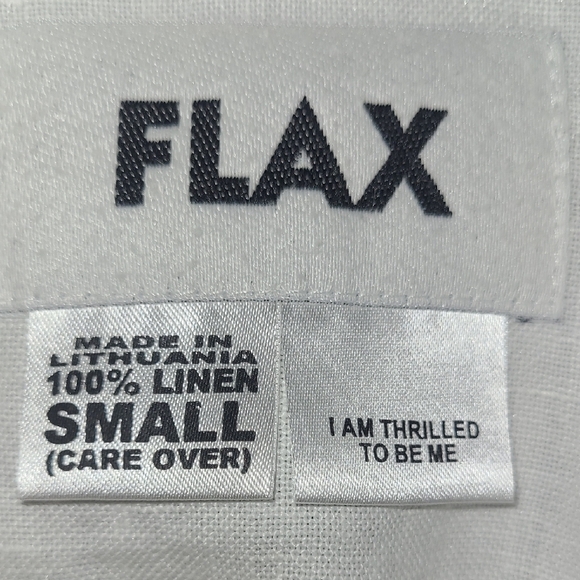 FLAX
MADE IN
LITHUANIA
100% LINEN
SMALL
(CARE OVER)
I AM THRILLED
TO BE ME